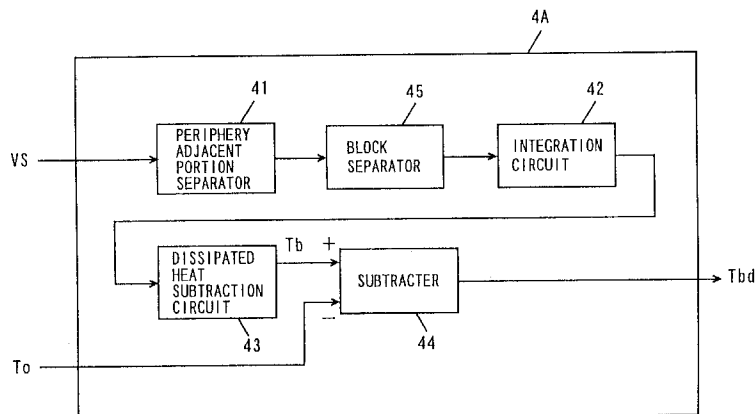 4A
41
45
42
VS
PERIPHERY
ADJACENT
PORTION
SEPARATOR
BLOCK
SEPARATOR
INTEGRATION
CIRCUIT
Tb
+
DISSIPATED
HEAT
SUBTRACTION
CIRCUIT
SUBTRACTER
Tbd
−
43
44
To